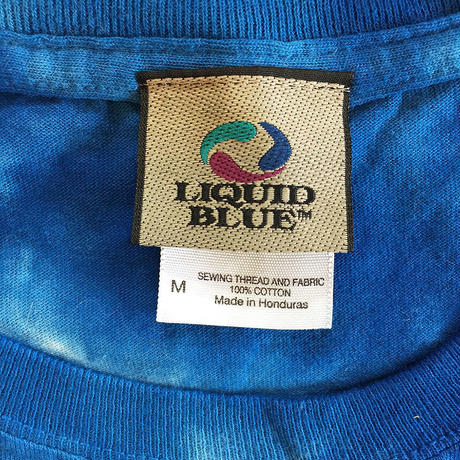 LIQUID
BLUE™
M
SEWING THREAD AND FABRIC
100% COTTON
Made in Honduras